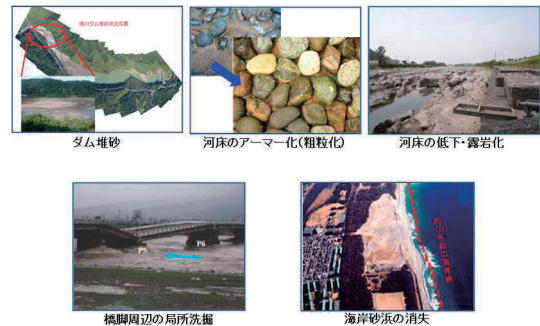 ダム堆砂
河床のアーマー化(粗粒化)
河床の低下・露岩化
P5
P6
橋脚周辺の局所洗掘
海岸砂浜の消失